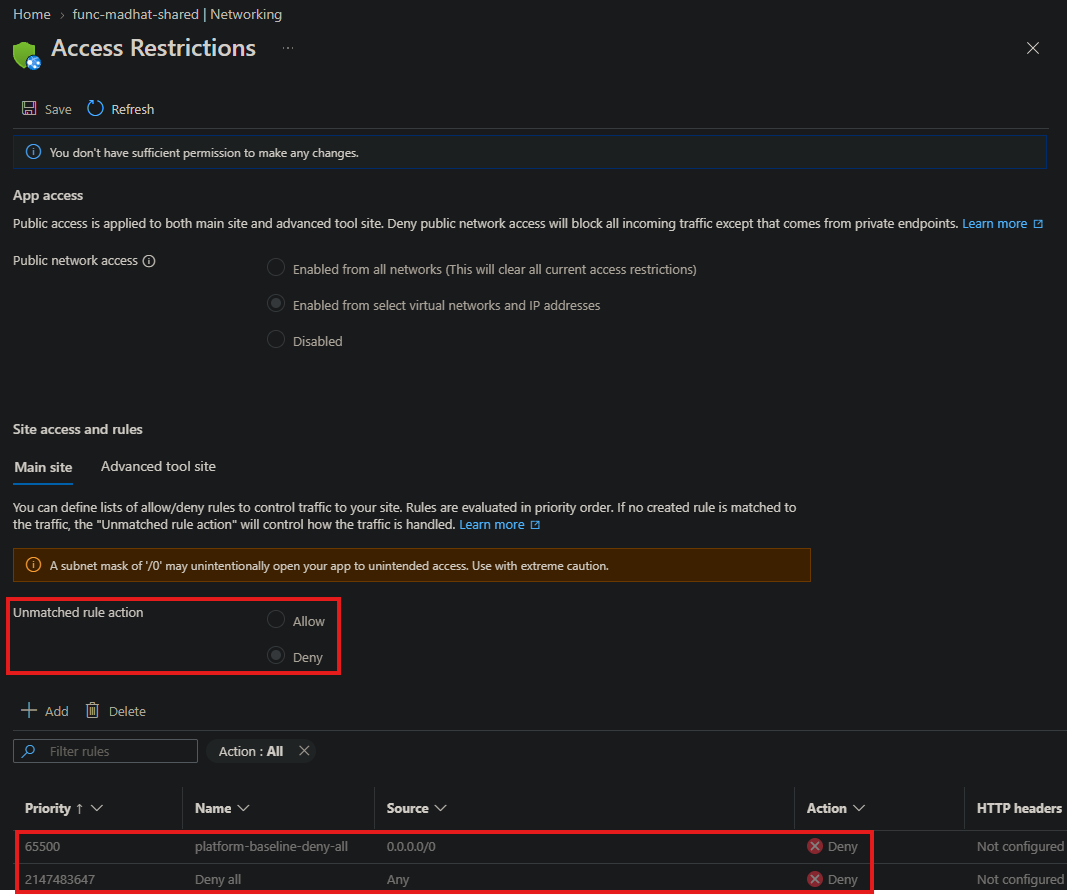 Home > func-madhat-shared | Networking
Access Restrictions ...
Save Refresh
You don't have sufficient permission to make any changes.
App access
Public access is applied to both main site and advanced tool site. Deny public network access will block all incoming traffic except that comes from private endpoints. Learn more
Public network access
Enabled from all networks (This will clear all current access restrictions)
Enabled from select virtual networks and IP addresses
Disabled
Site access and rules
Main site Advanced tool site
You can define lists of allow/deny rules to control traffic to your site. Rules are evaluated in priority order. If no created rule is matched to
the traffic, the "Unmatched rule action" will control how the traffic is handled. Learn more
A subnet mask of '/0' may unintentionally open your app to unintended access. Use with extreme caution.
Unmatched rule action
Allow
Deny
Add Delete
Filter rules Action : All
Priority ↑ Name Source Action HTTP headers
65500 platform-baseline-deny-all 0.0.0.0/0 Deny Not configured
2147483647 Deny all Any Deny Not configured